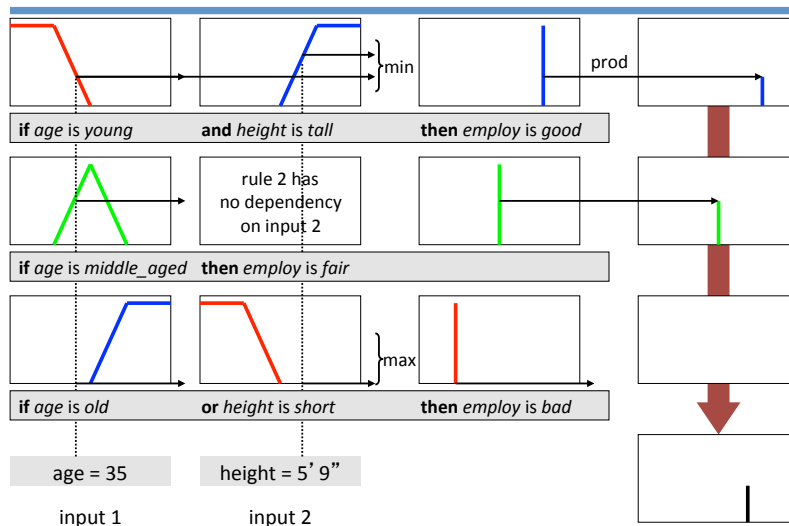 min
prod
if age is young and height is tall then employ is good
rule 2 has
no dependency
on input 2
if age is middle_aged then employ is fair
max
if age is old or height is short then employ is bad
age = 35 height = 5’ 9”
input 1 input 2